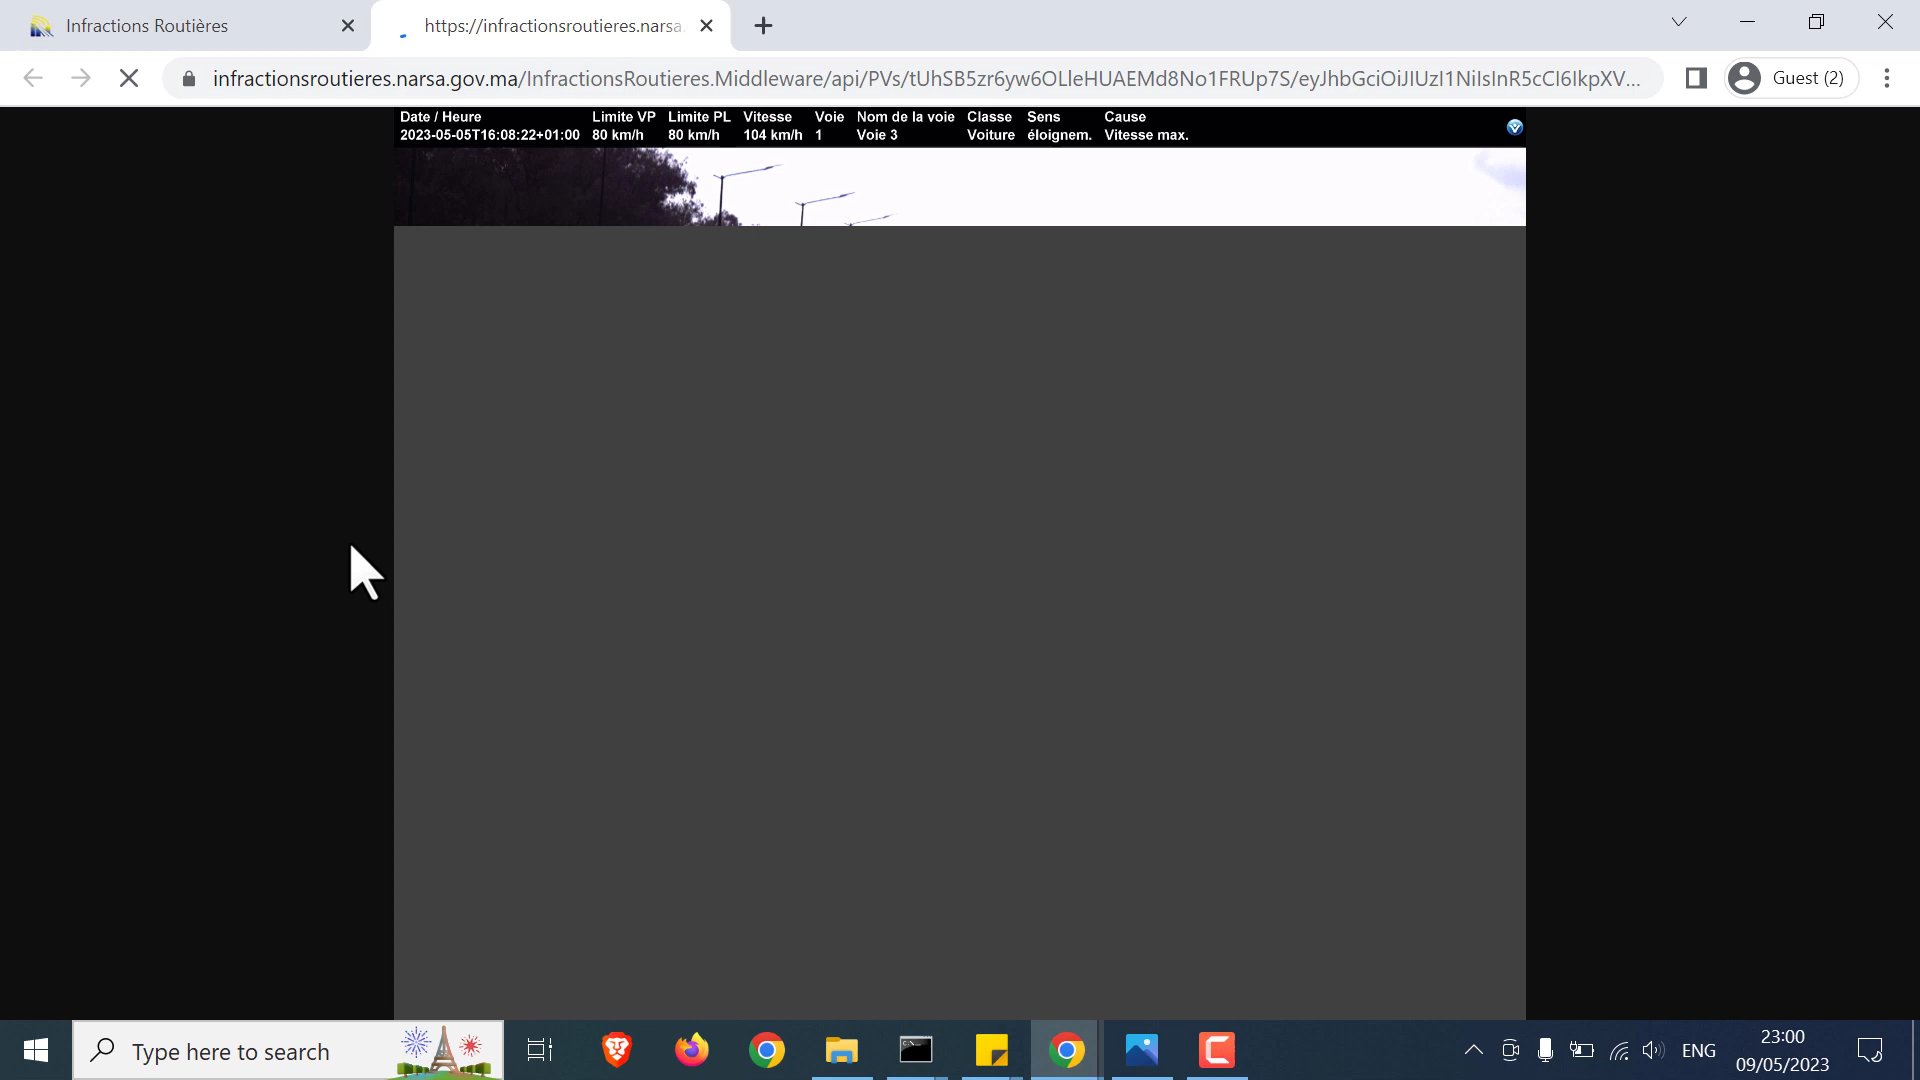 Infractions Routières
https://infractionsroutieres.narsa
infractionsroutieres.narsa.gov.ma/InfractionsRoutieres.Middleware/api/PVs/tUhSB5zr6yw6OLleHUAEMd8No1FRUp7S/eyJhbGciOiJIUzI1NiIsInR5cCI6IkpXV...
Guest (2)
Date / Heure Limite VP Limite PL Vitesse Voie Nom de la voie Classe Sens Cause
2023-05-05T16:08:22+01:00 80 km/h 80 km/h 104 km/h 1 Voie 3 Voiture éloignem. Vitesse max.
Type here to search
ENG
23:00
09/05/2023